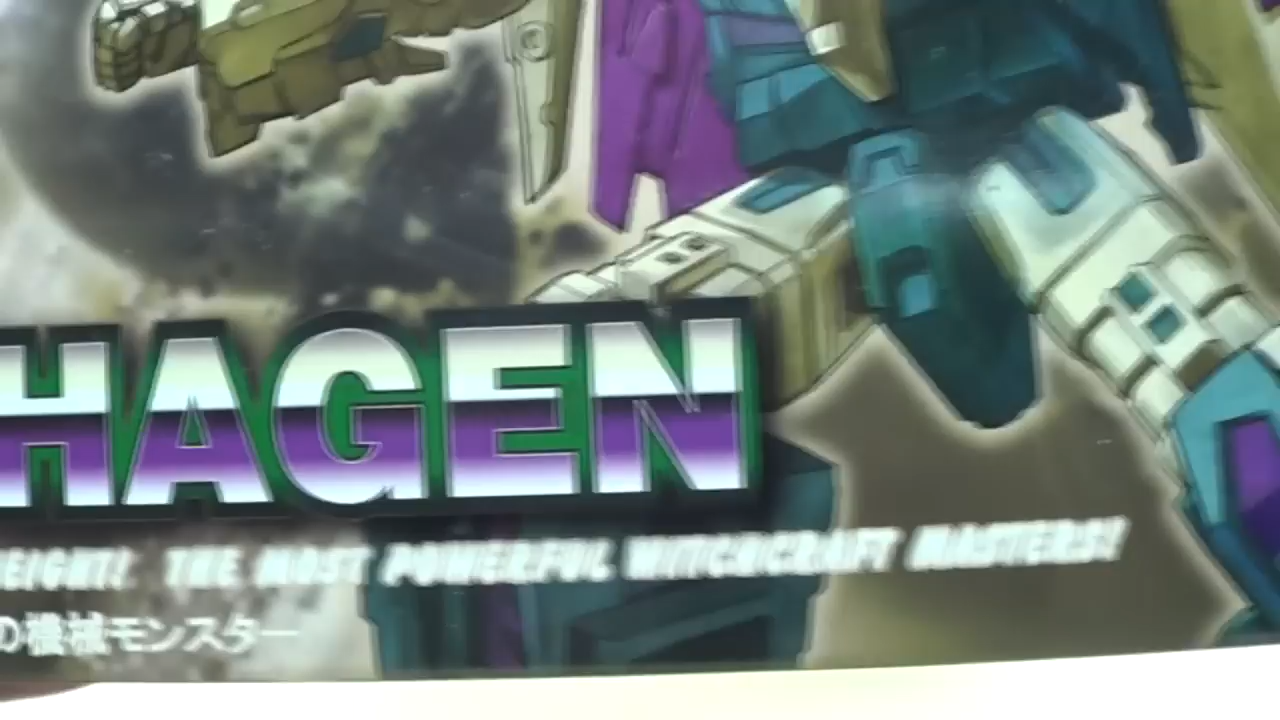 HAGEN
EIGHT!. THE MOST POWERFUL WITCHCRAFT MASTERS!
の機械モンスター